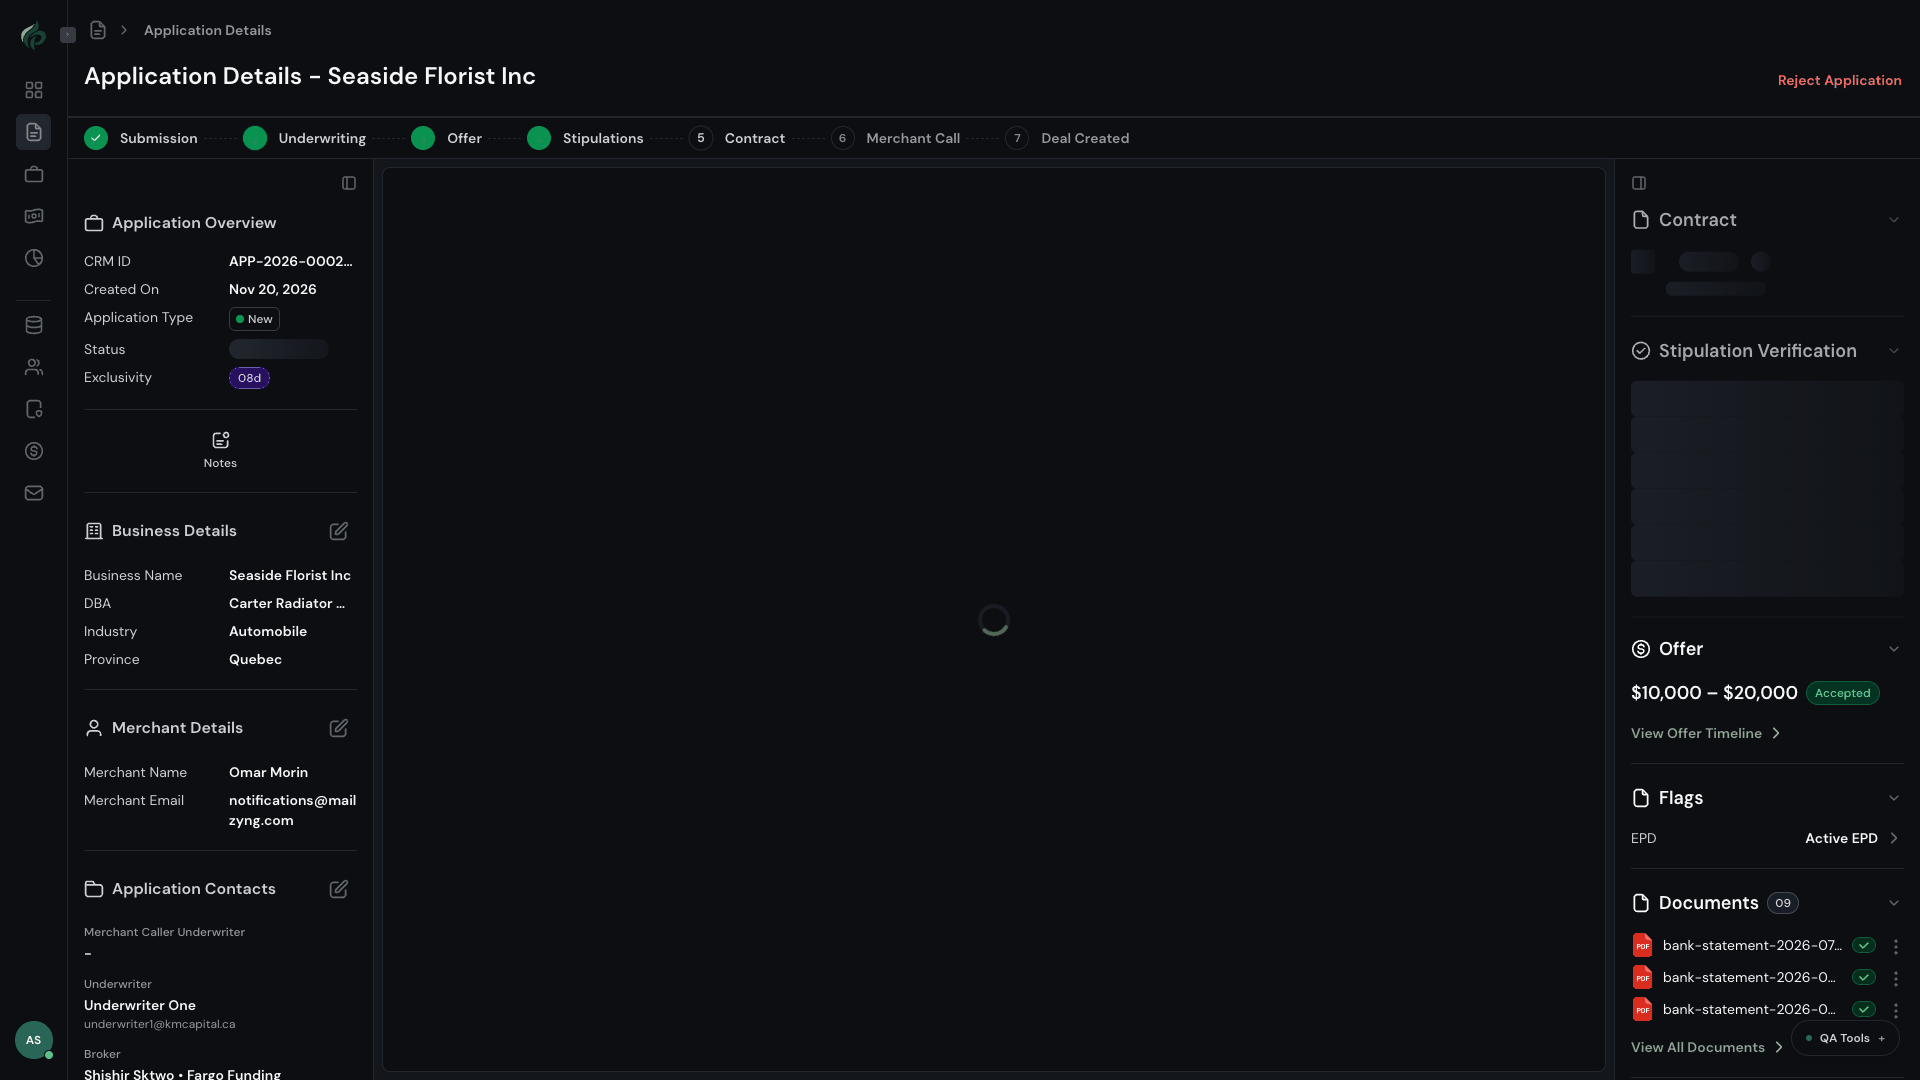 Application Details
Application Details – Seaside Florist Inc
Reject Application
Submission
Underwriting
Offer
Stipulations
5 Contract
6 Merchant Call
7 Deal Created
Application Overview
CRM ID APP-2026-0002...
Created On Nov 20, 2026
Application Type New
Status
Exclusivity 08d
Notes
Business Details
Business Name Seaside Florist Inc
DBA Carter Radiator ...
Industry Automobile
Province Quebec
Merchant Details
Merchant Name Omar Morin
Merchant Email notifications@mail
zyng.com
Application Contacts
Merchant Caller Underwriter
–
Underwriter
Underwriter One
underwriter1@kmcapital.ca
Broker
Shishir Sktwo • Fargo Funding
AS
Contract
Stipulation Verification
Offer
$10,000 – $20,000 Accepted
View Offer Timeline
Flags
EPD Active EPD
Documents 09
PDF bank-statement-2026-07...
PDF bank-statement-2026-0...
PDF bank-statement-2026-0...
View All Documents
QA Tools +